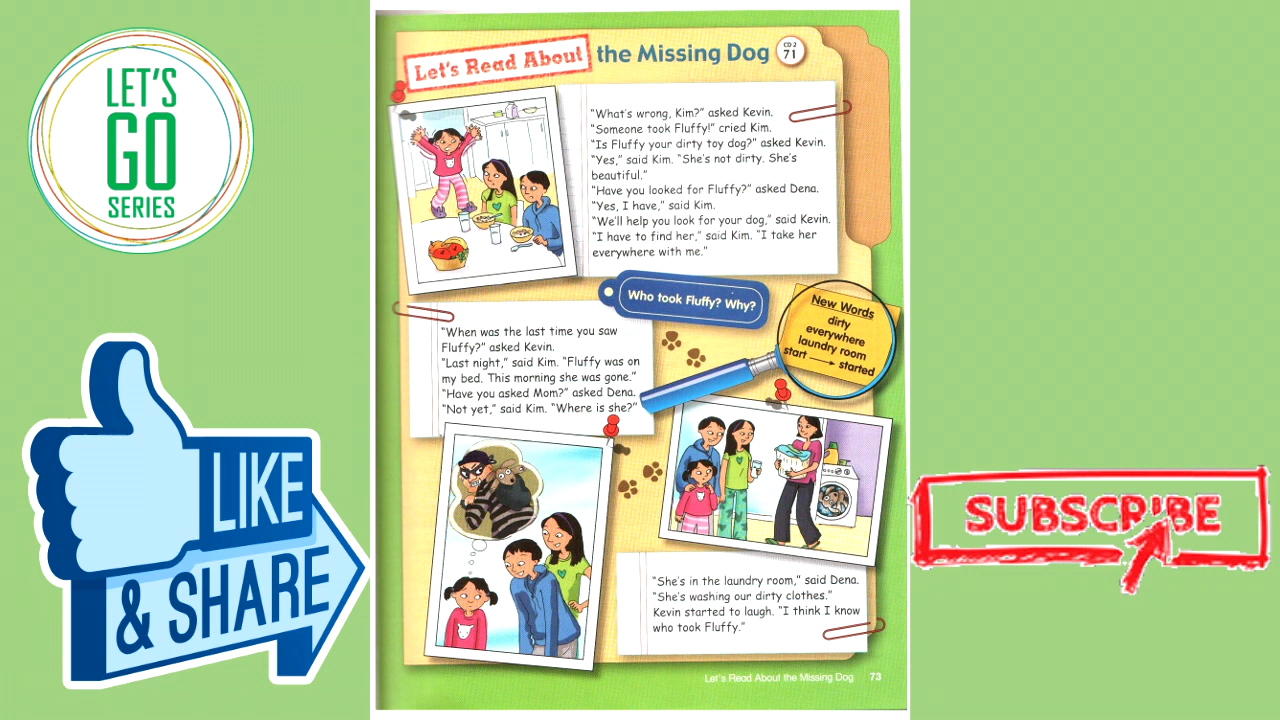 LET'S
GO
SERIES
LIKE
& SHARE
Let's Read About the Missing Dog
CD 2
71
"What's wrong, Kim?" asked Kevin.
"Someone took Fluffy!" cried Kim.
"Is Fluffy your dirty toy dog?" asked Kevin.
"Yes," said Kim. "She's not dirty. She's
beautiful."
"Have you looked for Fluffy?" asked Dena.
"Yes, I have," said Kim.
"We'll help you look for your dog," said Kevin.
"I have to find her," said Kim. "I take her
everywhere with me."
Who took Fluffy? Why?
New Words
dirty
everywhere
laundry room
start → started
"When was the last time you saw
Fluffy?" asked Kevin.
"Last night," said Kim. "Fluffy was on
my bed. This morning she was gone."
"Have you asked Mom?" asked Dena.
"Not yet," said Kim. "Where is she?"
"She's in the laundry room," said Dena.
"She's washing our dirty clothes."
Kevin started to laugh. "I think I know
who took Fluffy."
Let's Read About the Missing Dog 73
SUBSCRIBE